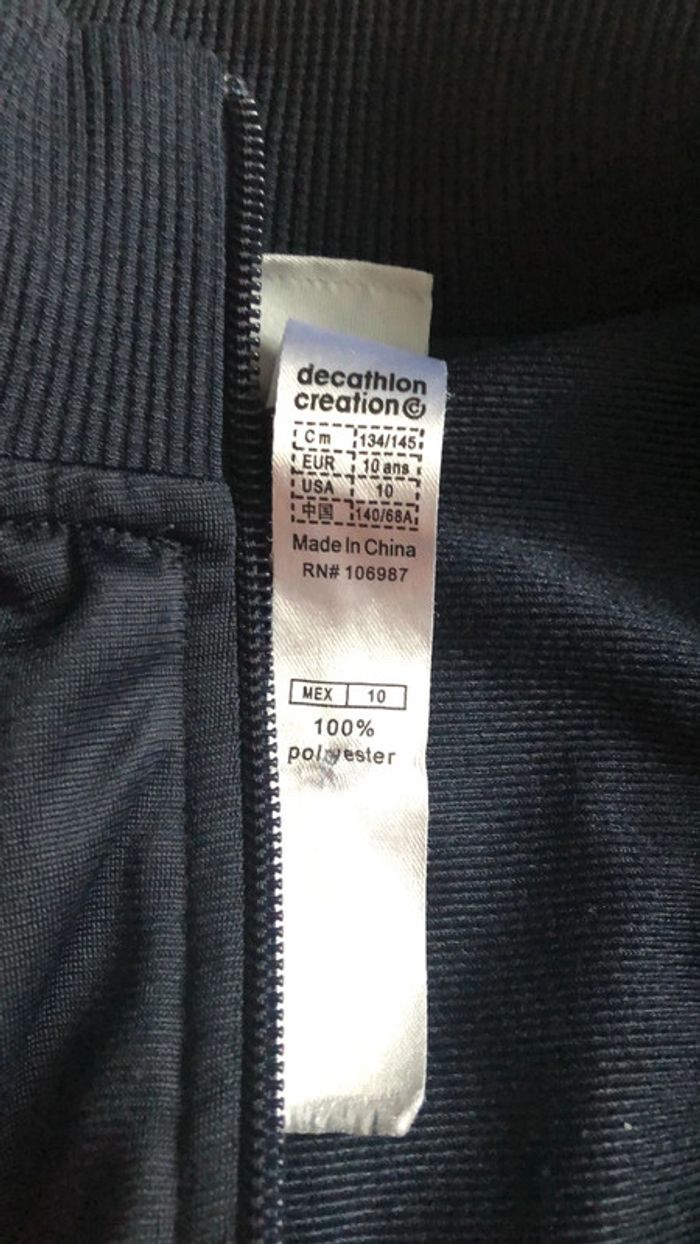 decathlon
creation
Cm 134/145
EUR 10 ans
USA 10
中国 140/68A
Made In China
RN# 106987
MEX 10
100%
polyester